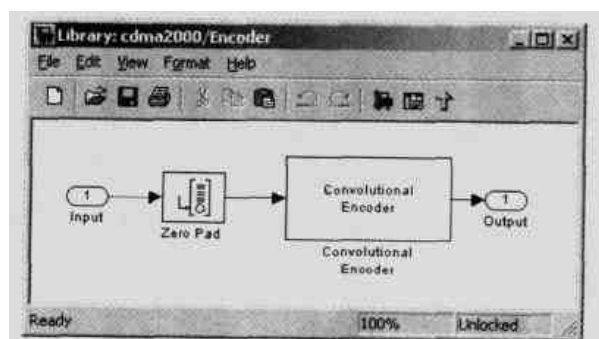 Library: cdma2000/Encoder
File Edit View Format Help
1
Input
Zero Pad
Convolutional
Encoder
Convolutional
Encoder
1
Output
Ready 100% Unlocked